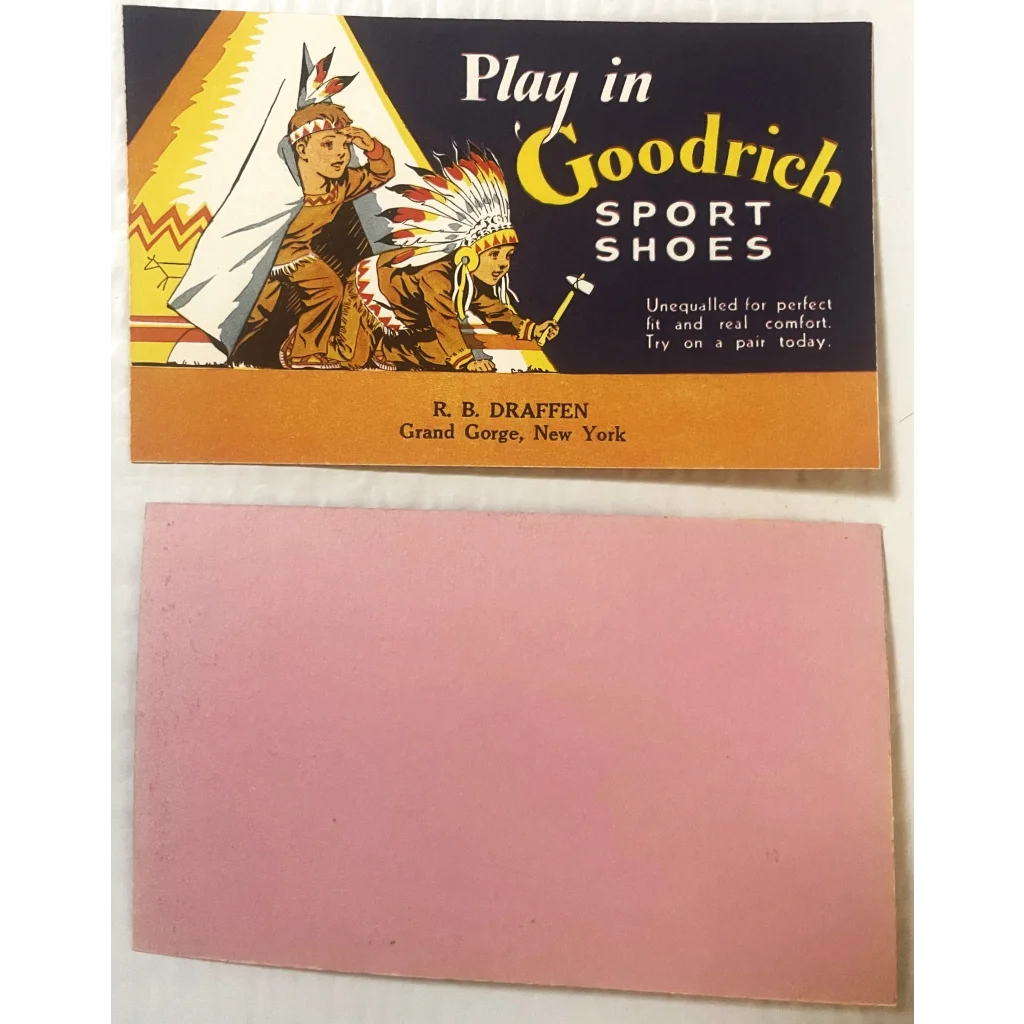 Play in
Goodrich
SPORT
SHOES
Unequalled for perfect
fit and real comfort.
Try on a pair today.
R. B. DRAFFEN
Grand Gorge, New York